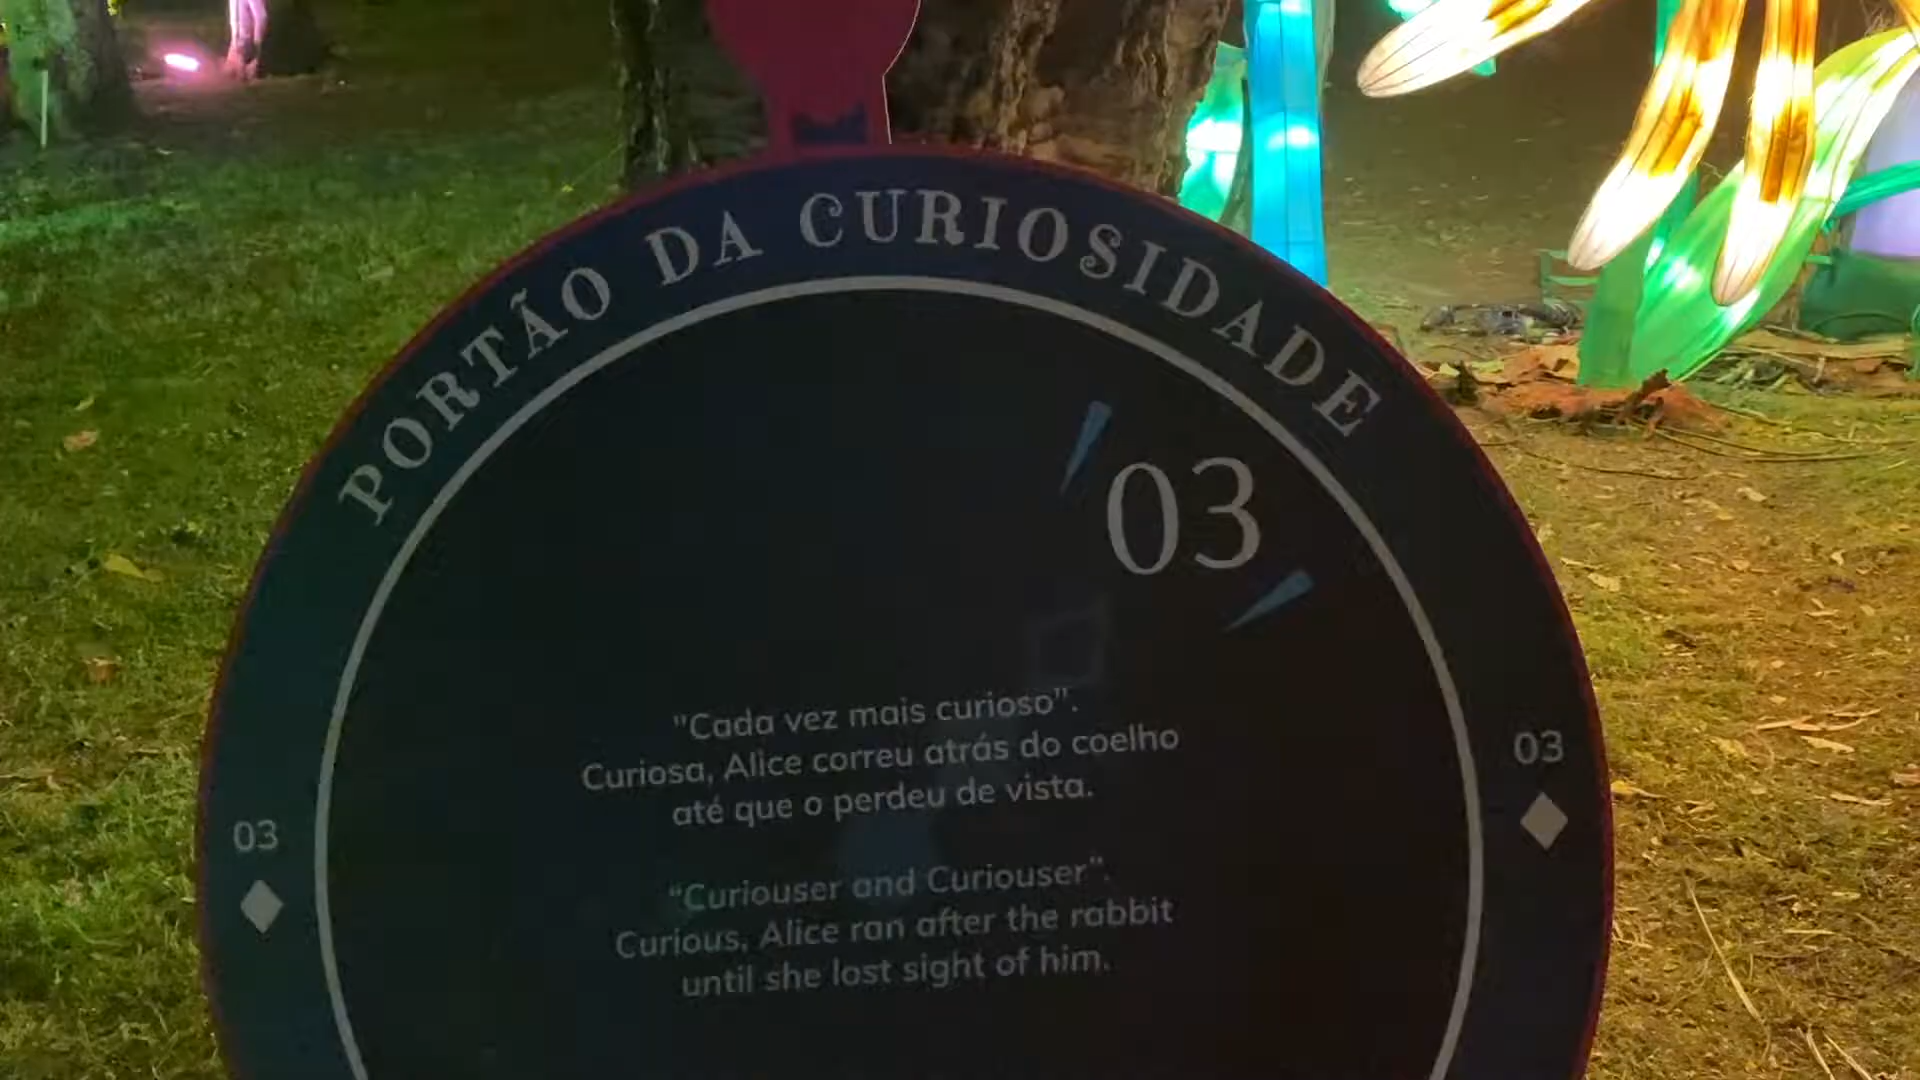 PORTÃO DA CURIOSIDADE
03
"Cada vez mais curioso".
Curiosa, Alice correu atrás do coelho
até que o perdeu de vista.
03
03
“Curiouser and Curiouser”.
Curious, Alice ran after the rabbit
until she lost sight of him.